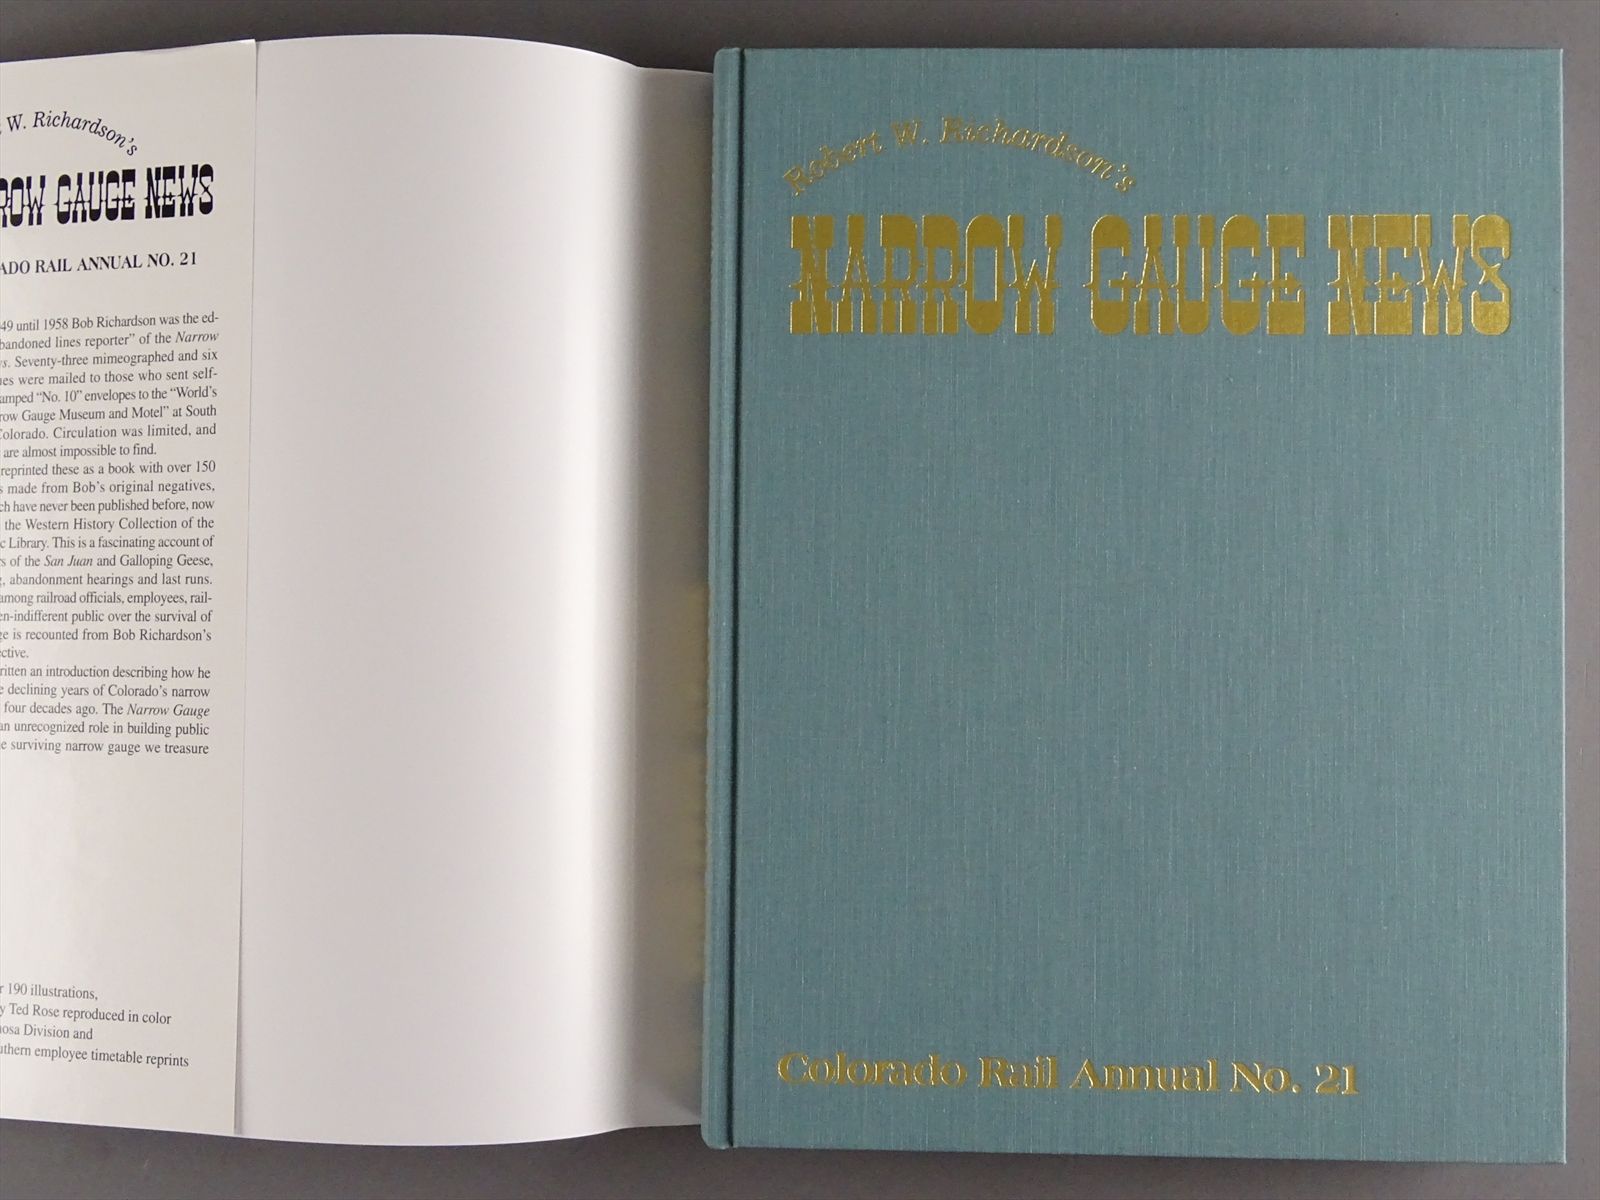 W. Richardson's
ROW GAUGE NEWS
ADO RAIL ANNUAL NO. 21
49 until 1958 Bob Richardson was the ed-
bandoned lines reporter” of the Narrow
s. Seventy-three mimeographed and six
es were mailed to those who sent self-
amped “No. 10” envelopes to the “World's
row Gauge Museum and Motel” at South
Colorado. Circulation was limited, and
are almost impossible to find.
reprinted these as a book with over 150
s made from Bob's original negatives,
ch have never been published before, now
the Western History Collection of the
c Library. This is a fascinating account of
s of the San Juan and Galloping Geese,
g, abandonment hearings and last runs.
among railroad officials, employees, rail-
en-indifferent public over the survival of
ge is recounted from Bob Richardson's
ctive.
ritten an introduction describing how he
e declining years of Colorado's narrow
four decades ago. The Narrow Gauge
an unrecognized role in building public
e surviving narrow gauge we treasure
r 190 illustrations,
y Ted Rose reproduced in color
osa Division and
uthern employee timetable reprints
Robert W. Richardson's
NARROW GAUGE NEWS
Colorado Rail Annual No. 21